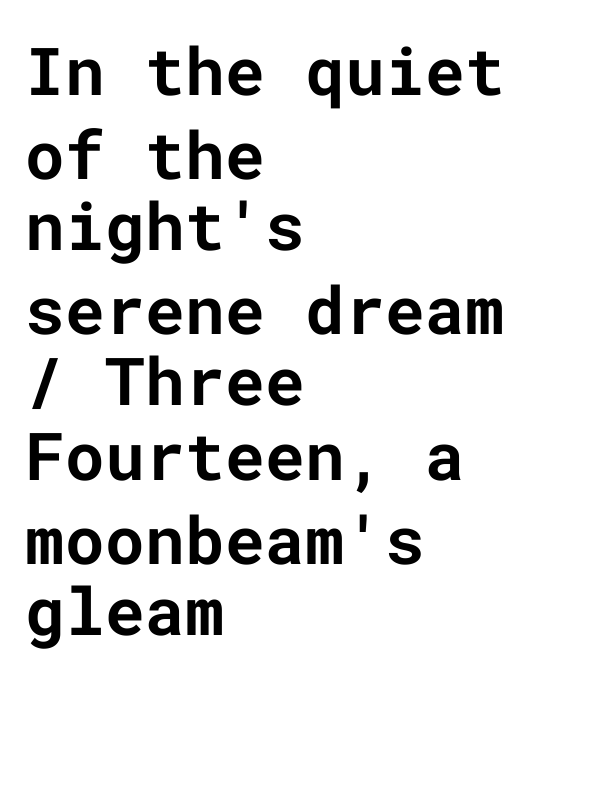 In the quiet
of the
night's
serene dream
/ Three
Fourteen, a
moonbeam's
gleam